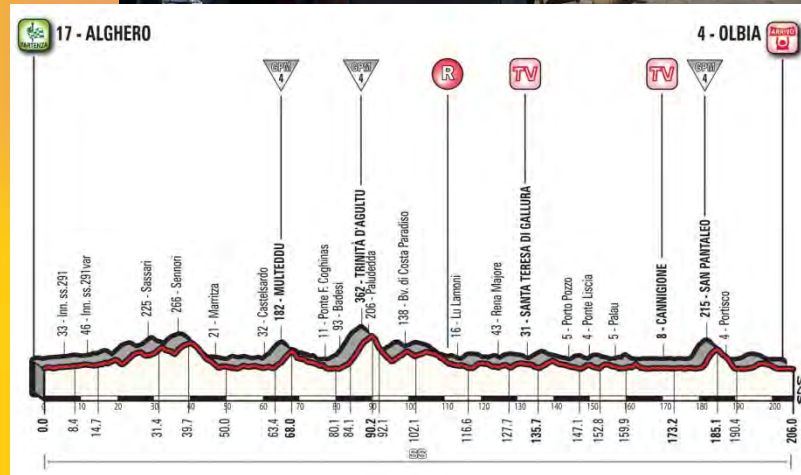 PARTENZA
17 - ALGHERO
4 - OLBIA
ARRIVO
GPM
4
GPM
4
R
TV
TV
GPM
4
33 - Inn. ss.291
46 - Inn. ss.291var
225 - Sassari
266 - Sennori
21 - Marritza
32 - Castelsardo
182 - MULTEDDU
11 - Ponte F. Coghinas
93 - Badesi
362 - TRINITÀ D'AGULTU
206 - Paludedda
138 - Bv. di Costa Paradiso
16 - Lu Lamoni
43 - Rena Majore
31 - SANTA TERESA DI GALLURA
5 - Porto Pozzo
4 - Ponte Liscia
5 - Palau
8 - CANNIGIONE
215 - SAN PANTALEO
4 - Portisco
0 10 20 30 40 50 60 70 80 90 100 110 120 130 140 150 160 170 180 190 200
0.0 8.4 14.7 31.4 39.7 50.0 63.4 68.0 80.1 84.1 90.2 92.1 102.1 116.6 127.7 135.7 147.1 152.8 159.9 173.2 185.1 190.4 206.0
SDS